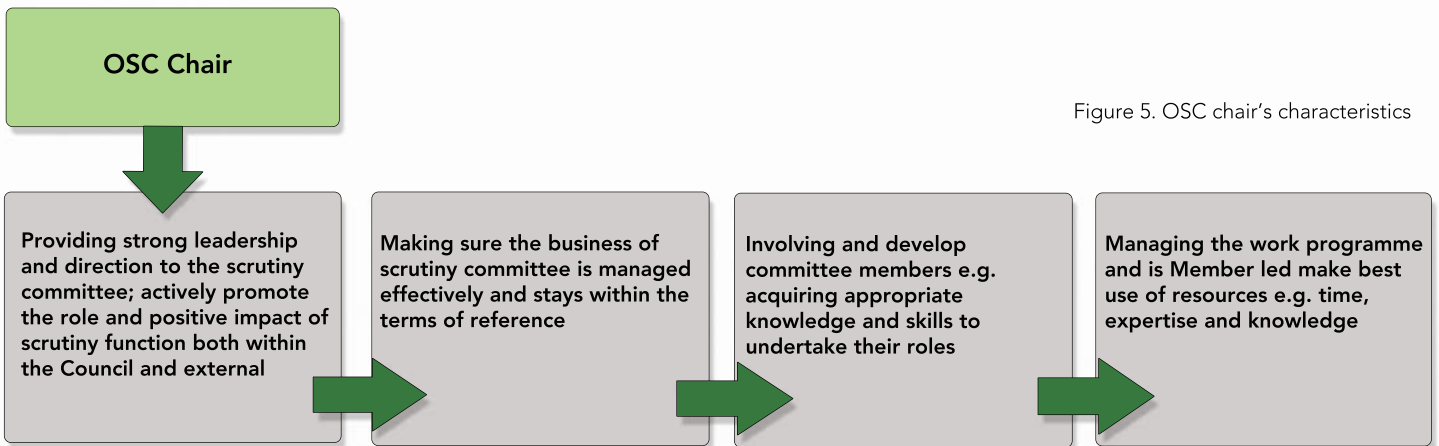 OSC Chair
Figure 5. OSC chair's characteristics
Providing strong leadership
and direction to the scrutiny
committee; actively promote
the role and positive impact of
scrutiny function both within
the Council and external
Making sure the business of
scrutiny committee is managed
effectively and stays within the
terms of reference
Involving and develop
committee members e.g.
acquiring appropriate
knowledge and skills to
undertake their roles
Managing the work programme
and is Member led make best
use of resources e.g. time,
expertise and knowledge